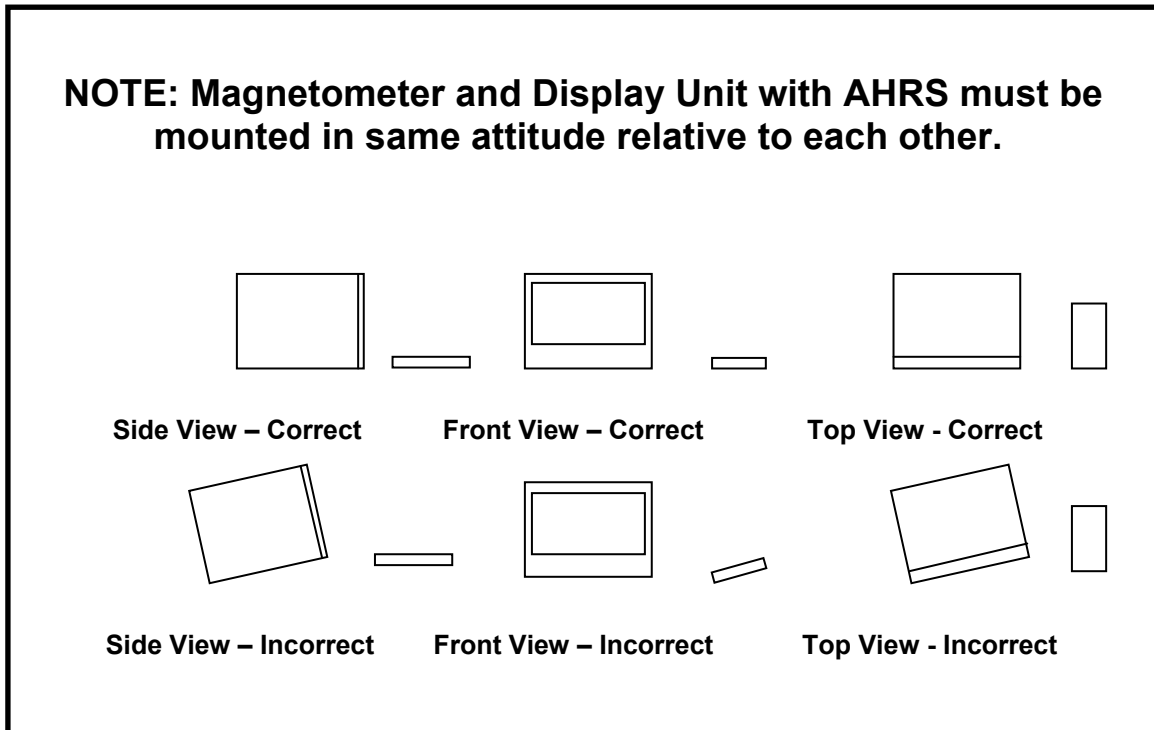 NOTE: Magnetometer and Display Unit with AHRS must be
mounted in same attitude relative to each other.
Side View – Correct
Front View – Correct
Top View - Correct
Side View – Incorrect
Front View – Incorrect
Top View - Incorrect